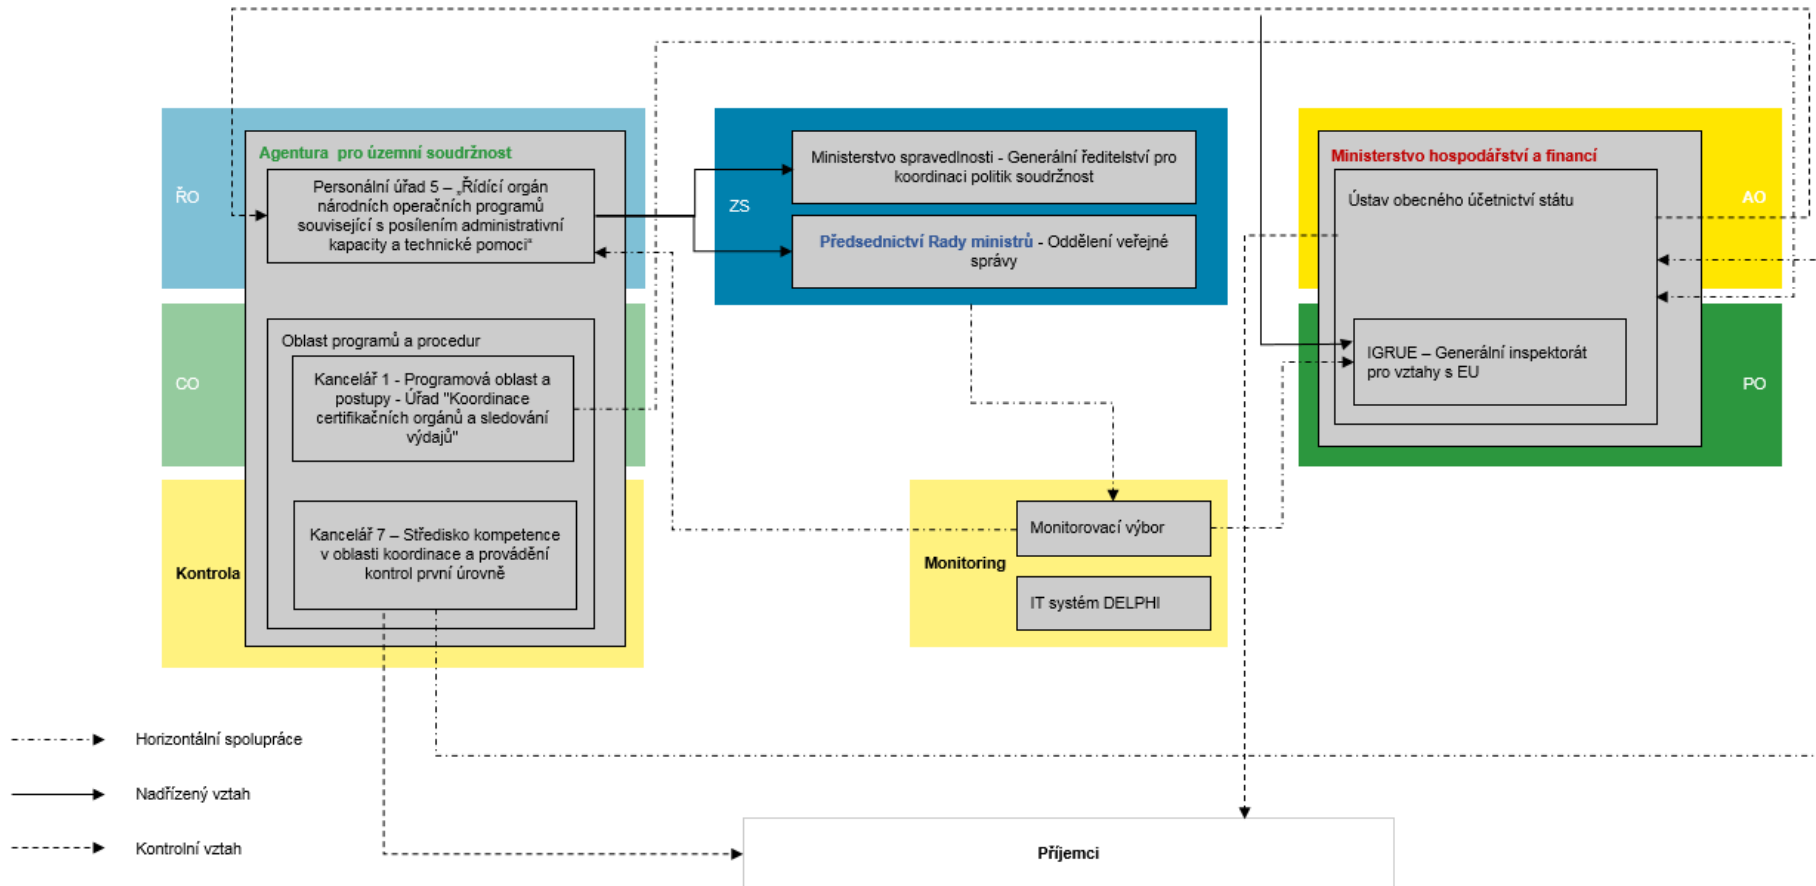 ŘO
Agentura pro územní soudržnost
Personální úřad 5 – „Řídící orgán
národních operačních programů
související s posílením administrativní
kapacity a technické pomoci“
CO
Oblast programů a procedur
Kancelář 1 - Programová oblast a
postupy - Úřad "Koordinace
certifikačních orgánů a sledování
výdajů"
Kontrola
Kancelář 7 – Středisko kompetence
v oblasti koordinace a provádění
kontrol první úrovně
ZS
Ministerstvo spravedlnosti - Generální ředitelství pro
koordinaci politik soudržnost
Předsednictví Rady ministrů - Oddělení veřejné
správy
Monitoring
Monitorovací výbor
IT systém DELPHI
Ministerstvo hospodářství a financí
Ústav obecného účetnictví státu
AO
IGRUE – Generální inspektorát
pro vztahy s EU
PO
Horizontální spolupráce
Nadřízený vztah
Kontrolní vztah
Příjemci